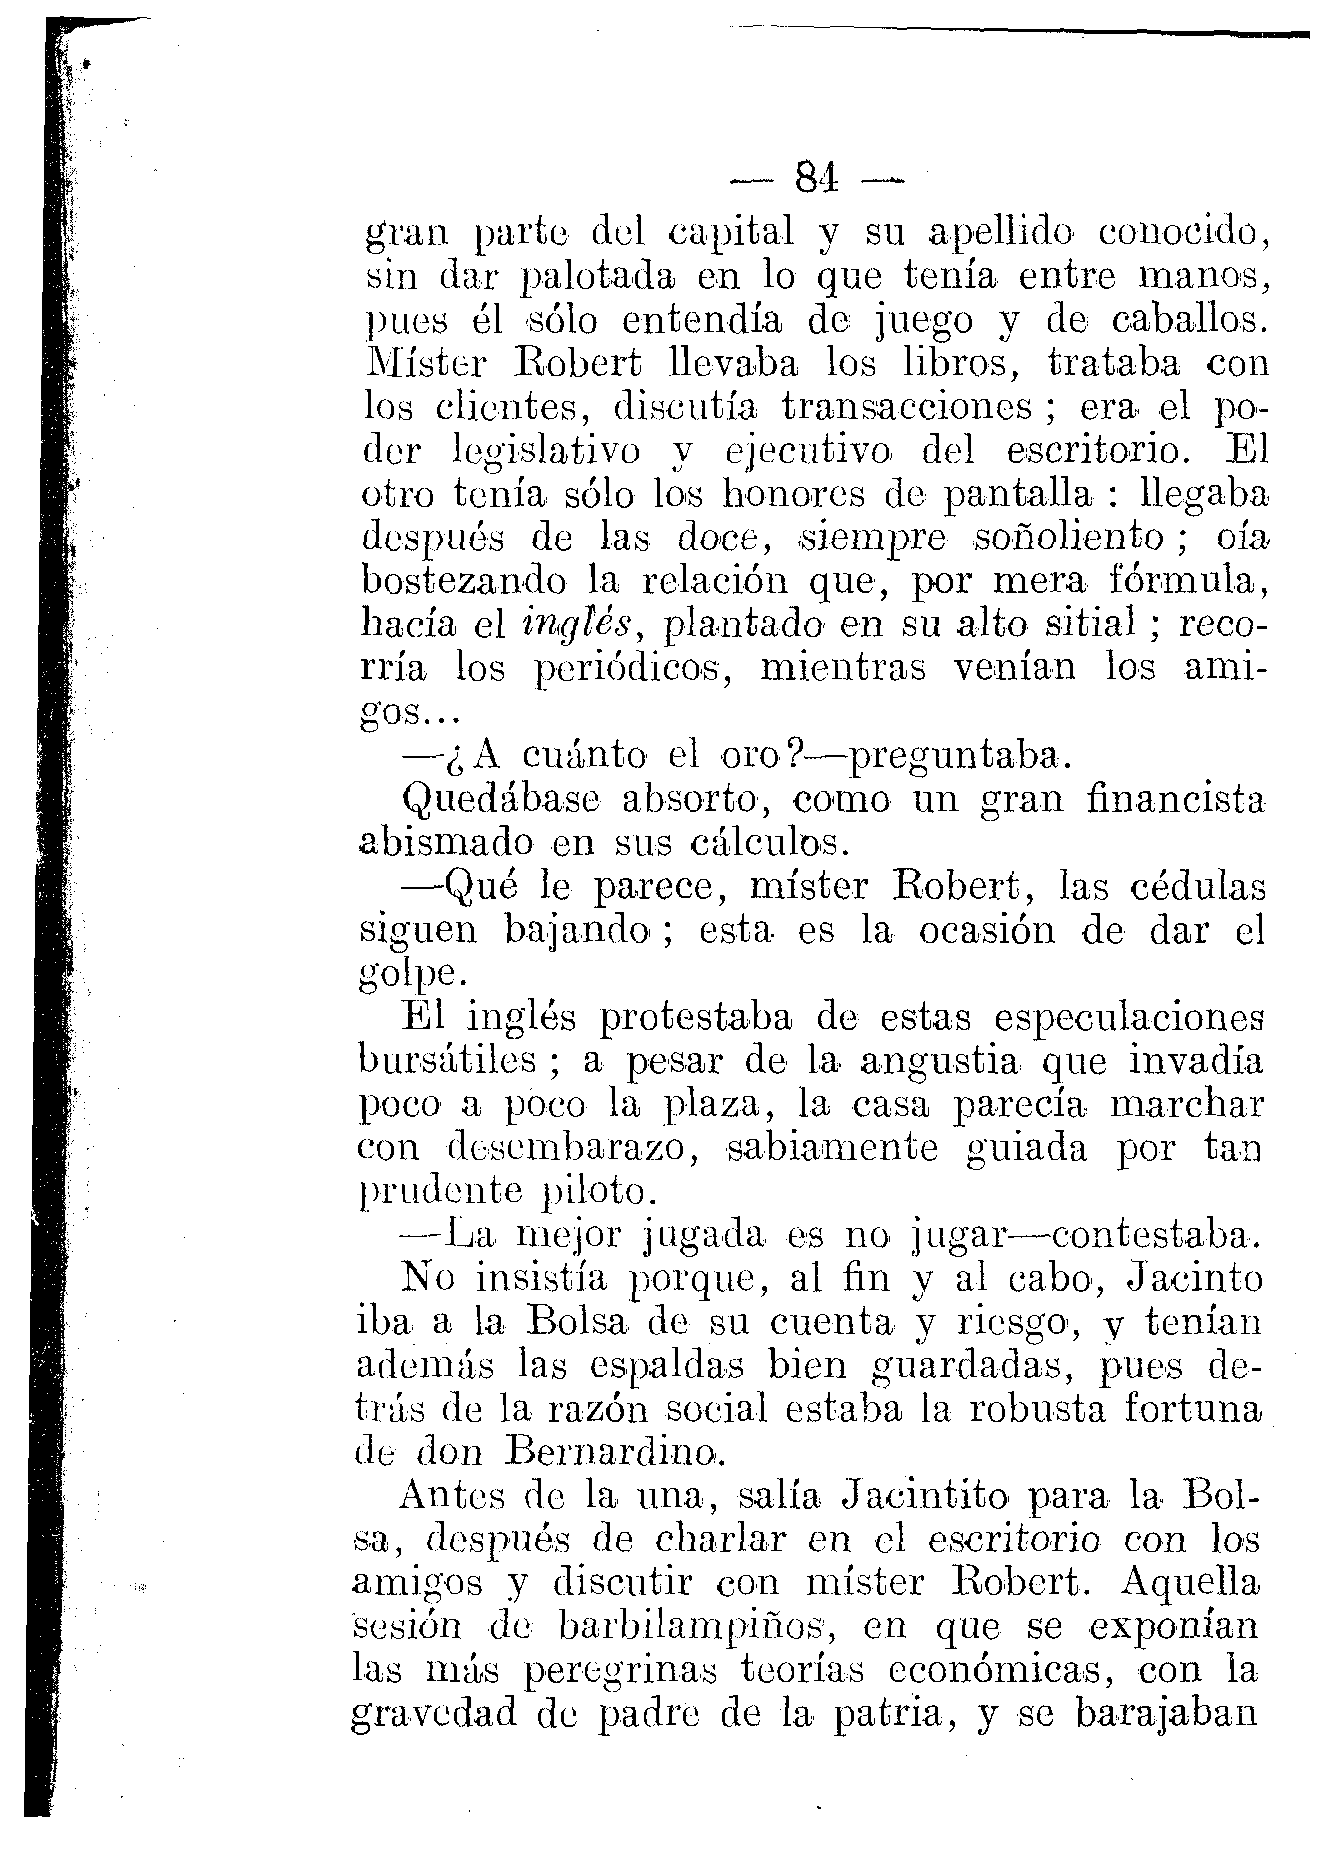 — 84 —
gran parte del capital y su apellido conocido,
sin dar palotada en lo que tenía entre manos,
pues él sólo entendía de juego y de caballos.
Míster Robert llevaba los libros, trataba con
los clientes, discutía transacciones ; era el po-
der legislativo y ejecutivo del escritorio. El
otro tenía sólo los honores de pantalla : llegaba
después de las doce, siempre soñoliento ; oía
bostezando la relación que, por mera fórmula,
hacía el inglés, plantado en su alto sitial ; reco-
rría los periódicos, mientras venían los ami-
gos...
—¿A cuánto el oro?—preguntaba.
Quedábase absorto, como un gran financista
abismado en sus cálculos.
—Qué le parece, míster Robert, las cédulas
siguen bajando ; esta es la ocasión de dar el
golpe.
El inglés protestaba de estas especulaciones
bursátiles ; a pesar de la angustia que invadía
poco a poco la plaza, la casa parecía marchar
con desembarazo, sabiamente guiada por tan
prudente piloto.
—La mejor jugada es no jugar—contestaba.
No insistía porque, al fin y al cabo, Jacinto
iba a la Bolsa de su cuenta y riesgo, y tenían
además las espaldas bien guardadas, pues de-
trás de la razón social estaba la robusta fortuna
de don Bernardino.
Antes de la una, salía Jacintito para la Bol-
sa, después de charlar en el escritorio con los
amigos y discutir con míster Robert. Aquella
sesión de barbilampiños, en que se exponían
las más peregrinas teorías económicas, con la
gravedad de padre de la patria, y se barajaban